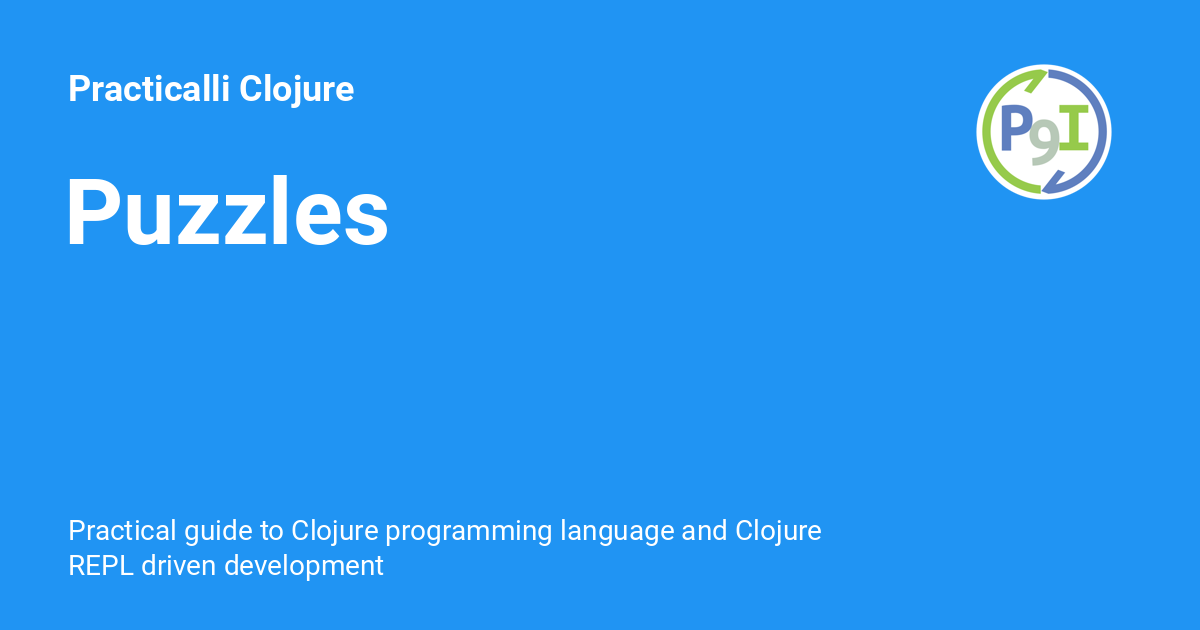 Practicalli Clojure
P9I
Puzzles
Practical guide to Clojure programming language and Clojure
REPL driven development